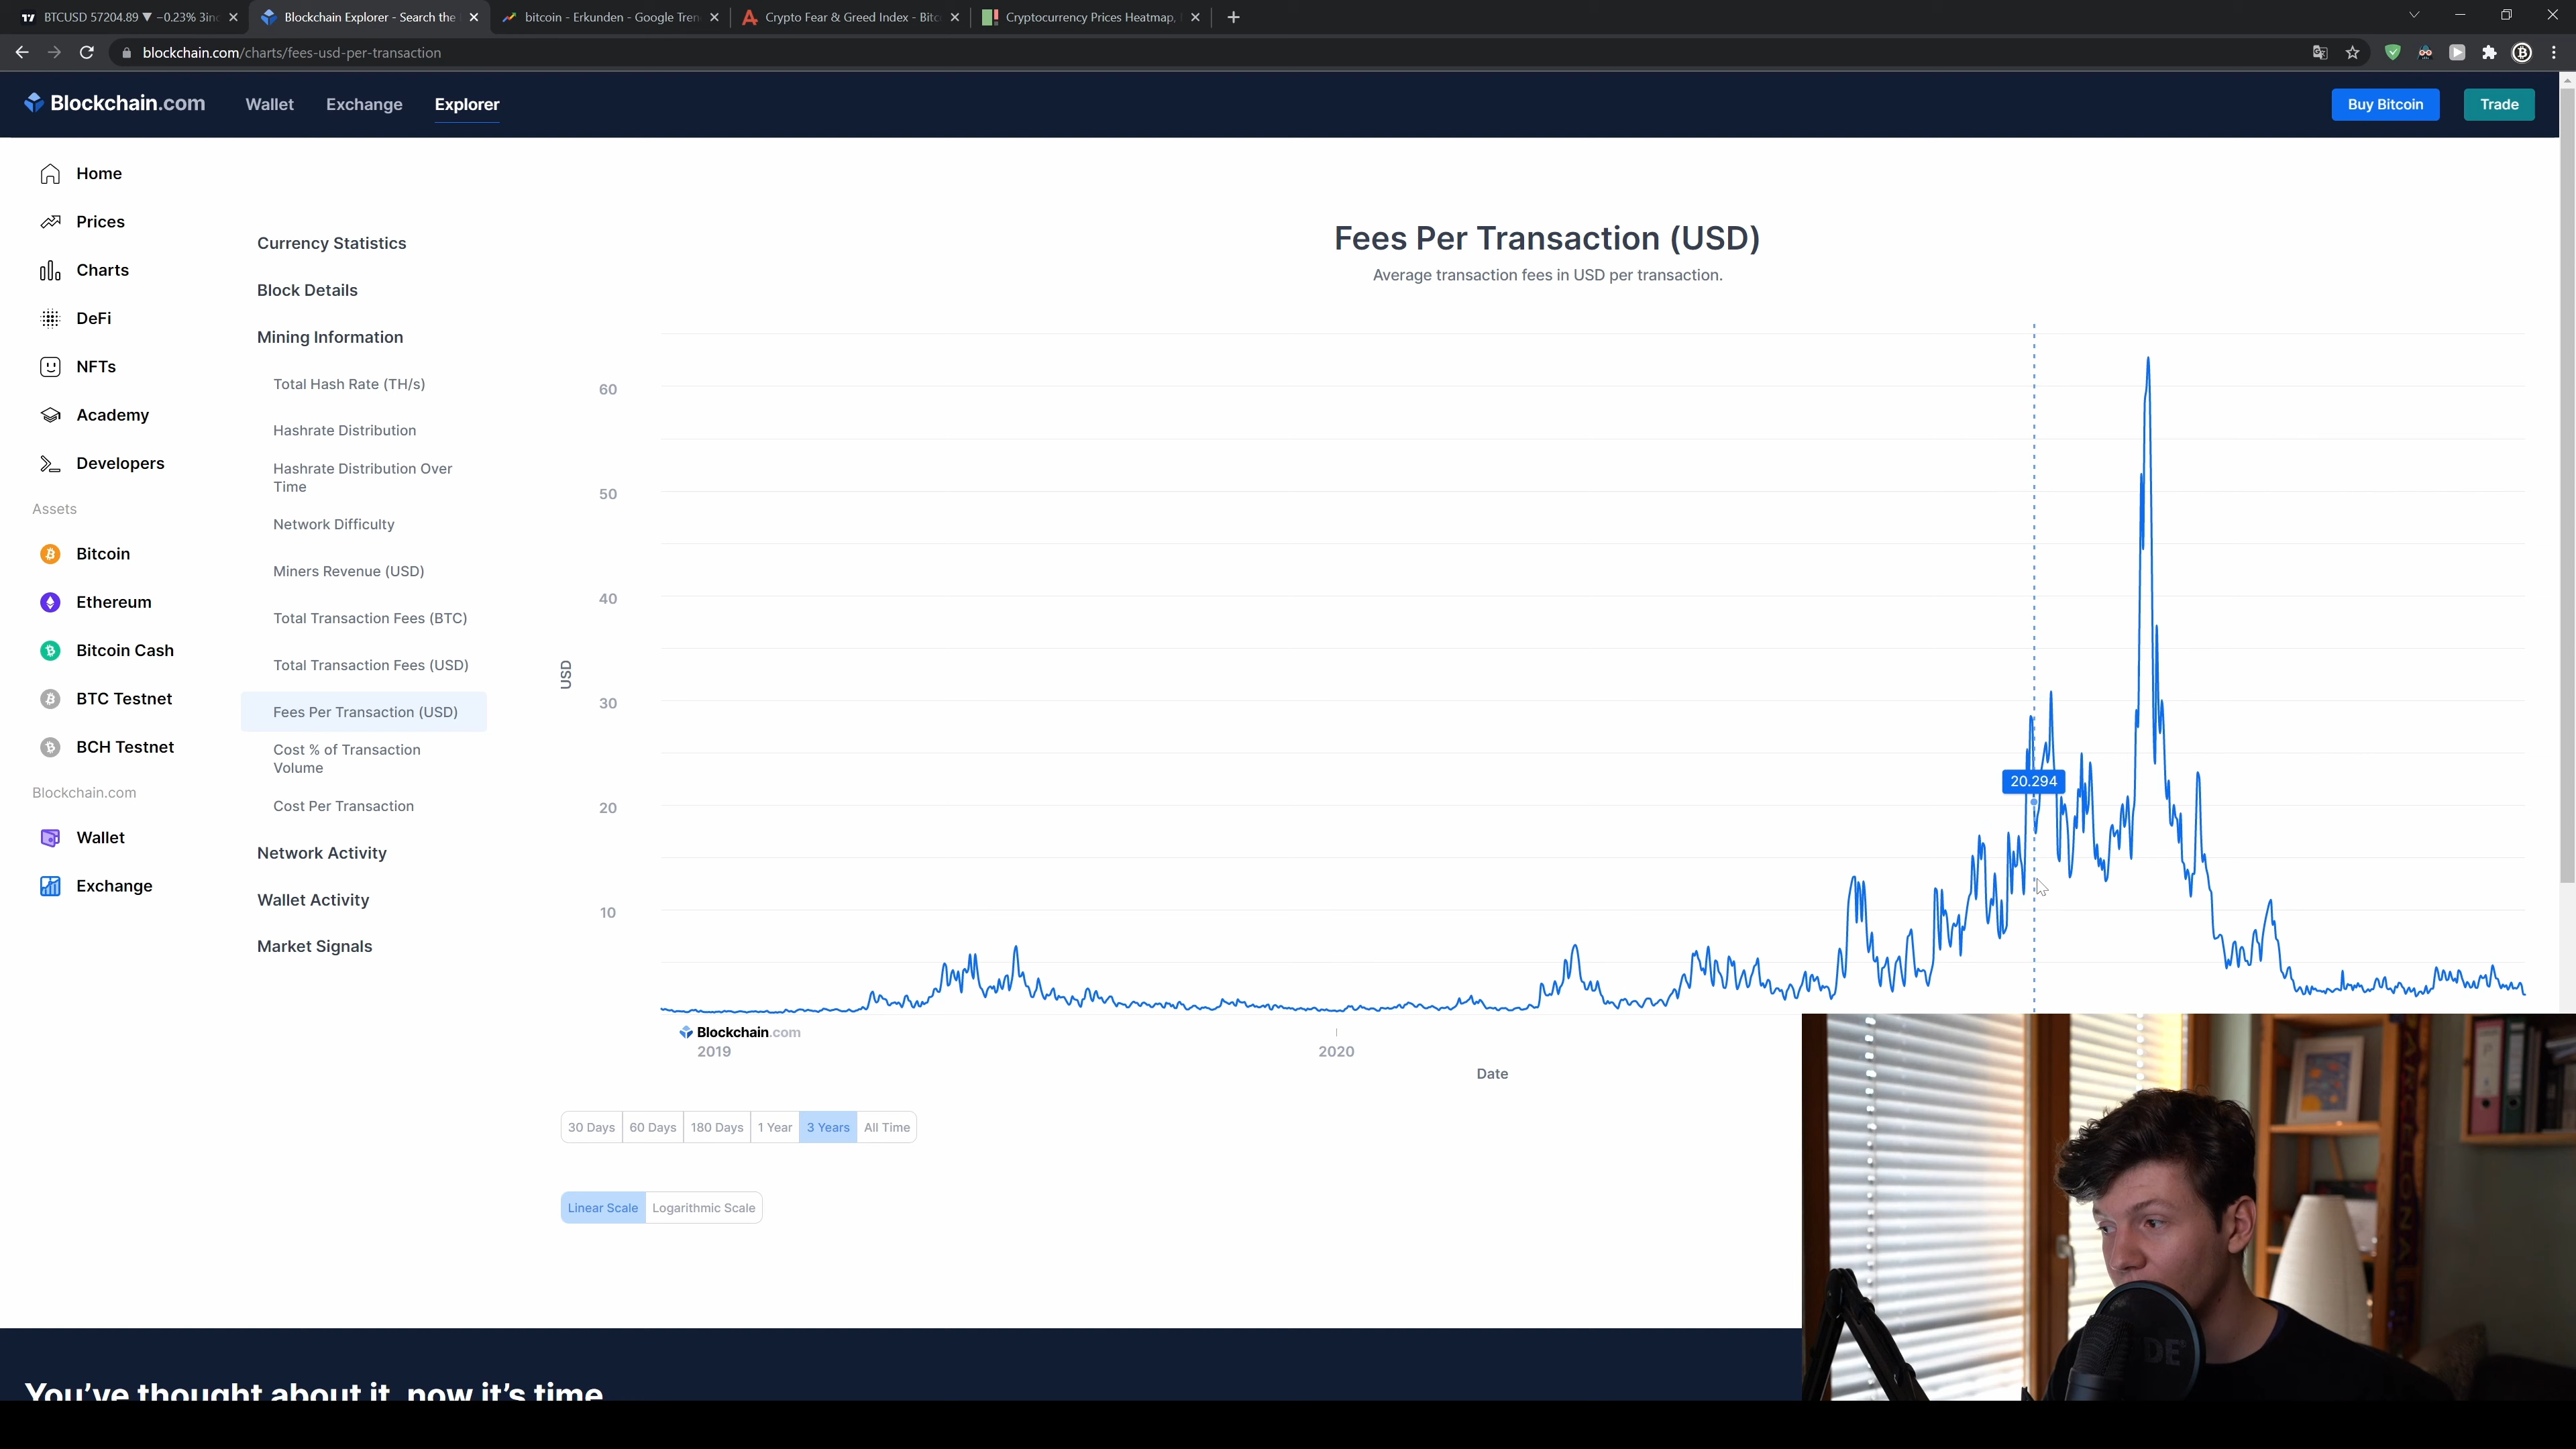 BTCUSD 57204.89 ▼ −0.23% 3in
Blockchain Explorer - Search the
bitcoin - Erkunden - Google Tren
Crypto Fear & Greed Index - Bitc
Cryptocurrency Prices Heatmap,
blockchain.com/charts/fees-usd-per-transaction
Blockchain.com
Wallet
Exchange
Explorer
Buy Bitcoin
Trade
Home
Prices
Charts
DeFi
NFTs
Academy
Developers
Assets
Bitcoin
Ethereum
Bitcoin Cash
BTC Testnet
BCH Testnet
Blockchain.com
Wallet
Exchange
Currency Statistics
Block Details
Mining Information
Total Hash Rate (TH/s)
Hashrate Distribution
Hashrate Distribution Over
Time
Network Difficulty
Miners Revenue (USD)
Total Transaction Fees (BTC)
Total Transaction Fees (USD)
Fees Per Transaction (USD)
Cost % of Transaction
Volume
Cost Per Transaction
Network Activity
Wallet Activity
Market Signals
Fees Per Transaction (USD)
Average transaction fees in USD per transaction.
60
50
40
30
20
10
USD
20.294
Blockchain.com
2019
2020
Date
30 Days
60 Days
180 Days
1 Year
3 Years
All Time
Linear Scale
Logarithmic Scale
You've thought about it, now it's time